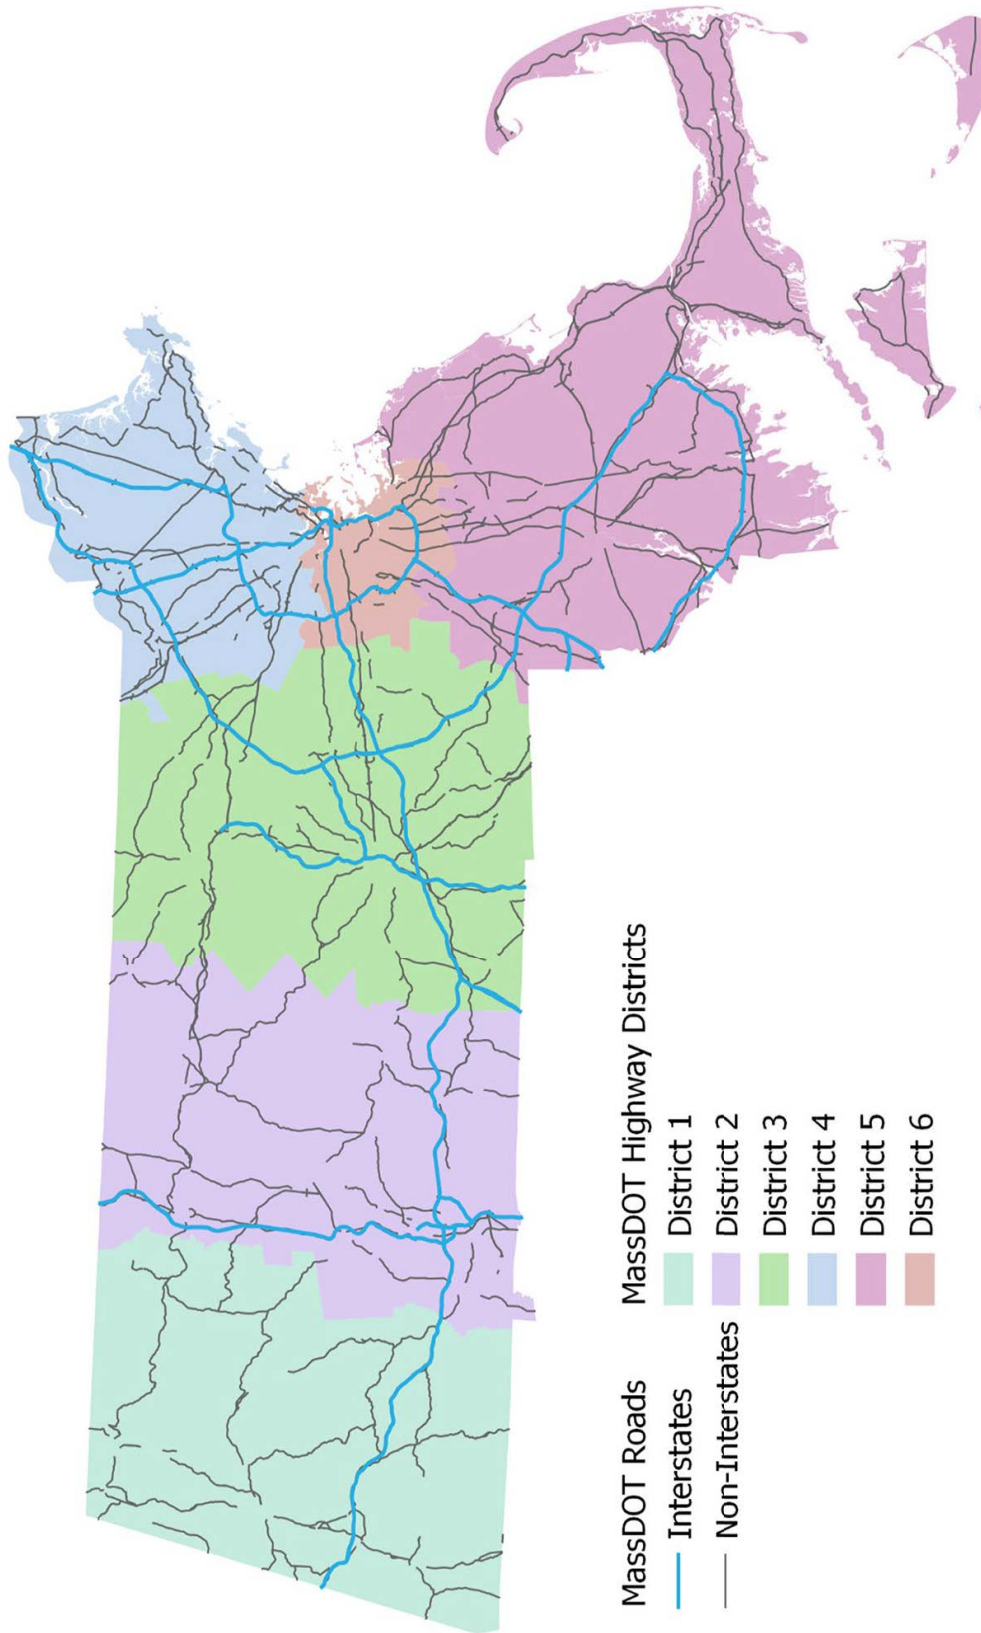 MassDOT Roads
Interstates
Non-Interstates
MassDOT Highway Districts
District 1
District 2
District 3
District 4
District 5
District 6